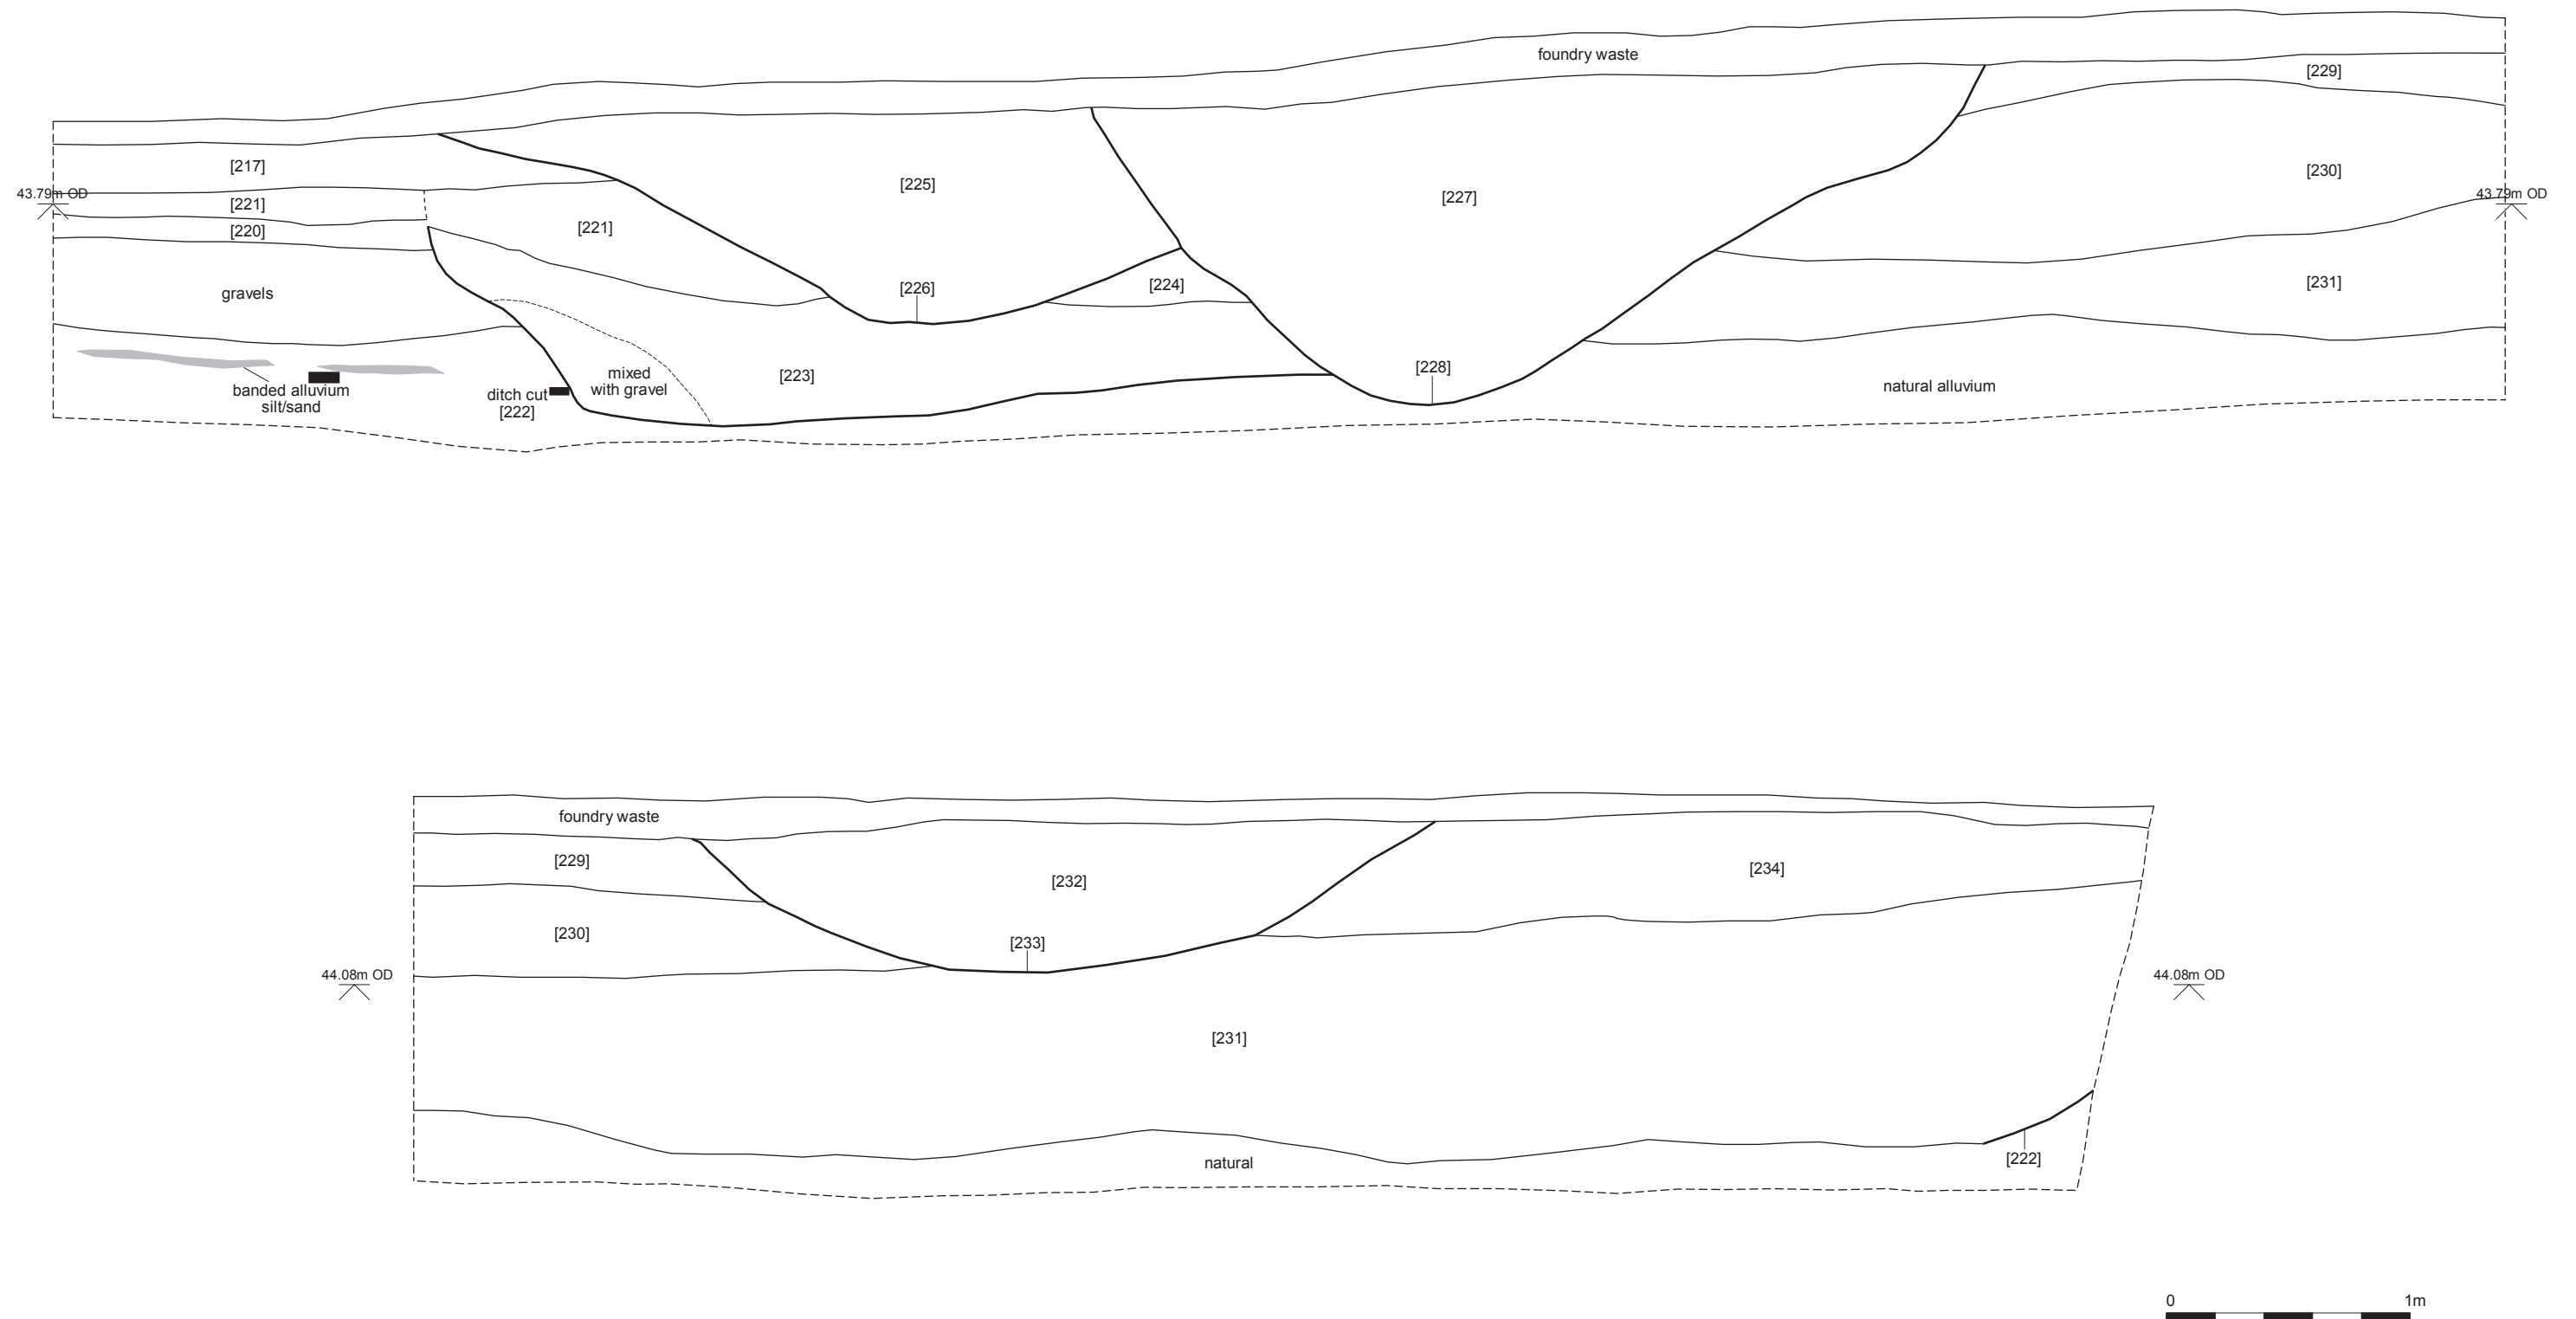 foundry waste
[229]
[217]
[230]
[225]
43.79m OD
43.79m OD
[227]
[221]
[221]
[220]
[231]
[224]
[226]
gravels
[228]
mixed
with gravel
[223]
natural alluvium
banded alluvium
silt/sand
ditch cut
[222]
foundry waste
[229]
[234]
[232]
[230]
[233]
44.08m OD
44.08m OD
[231]
natural
[222]
0
1m